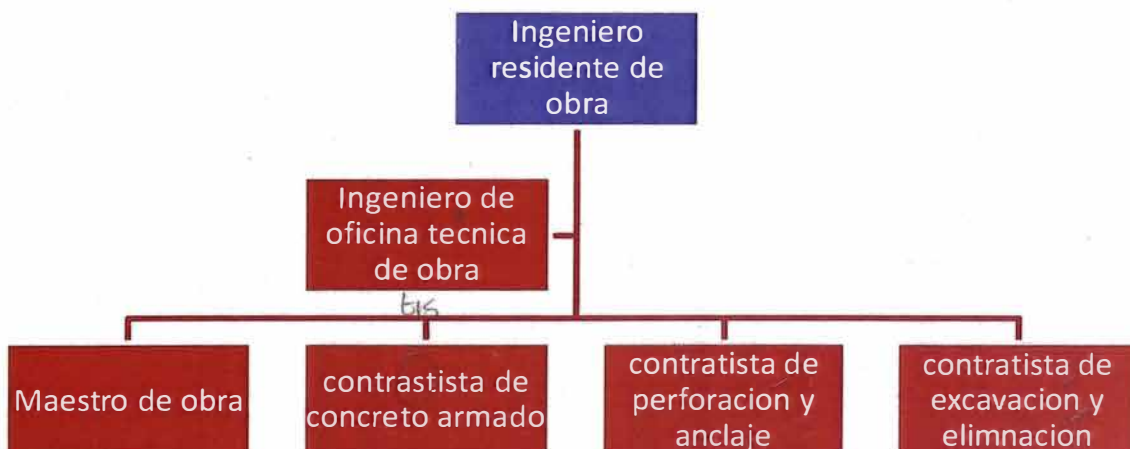 Ingeniero
residente de
obra
Ingeniero de
oficina tecnica
de obra
Maestro de obra
contrastista de
concreto armado
contratista de
perforacion y
anclaje
contratista de
excavacion y
elimnacion